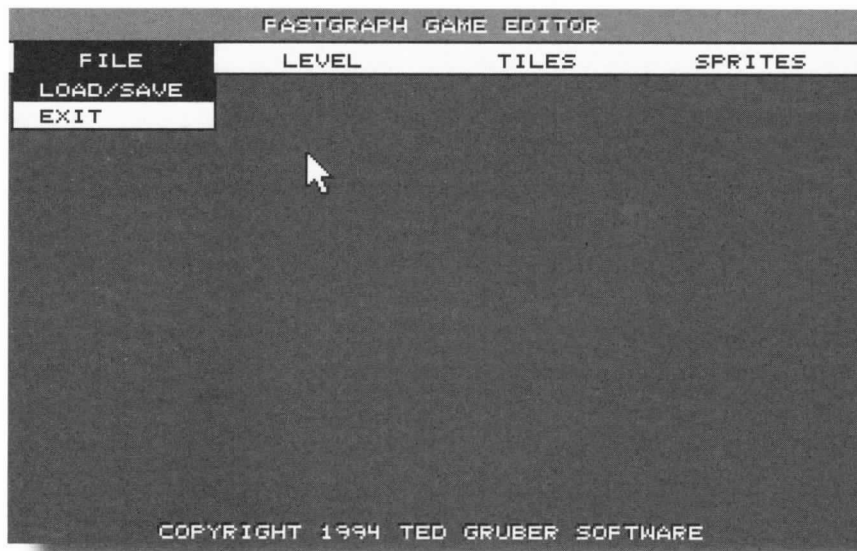 FASTGRAPH GAME EDITOR
FILE LEVEL TILES SPRITES
LOAD/SAVE
EXIT
COPYRIGHT 1994 TED GRUBER SOFTWARE